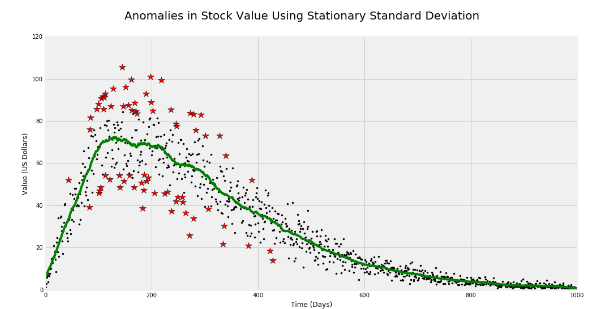 Anomalies in Stock Value Using Stationary Standard Deviation
120
100
80
60
40
20
0
Value (US Dollars)
0 200 400 600 800 1000
Time (Days)